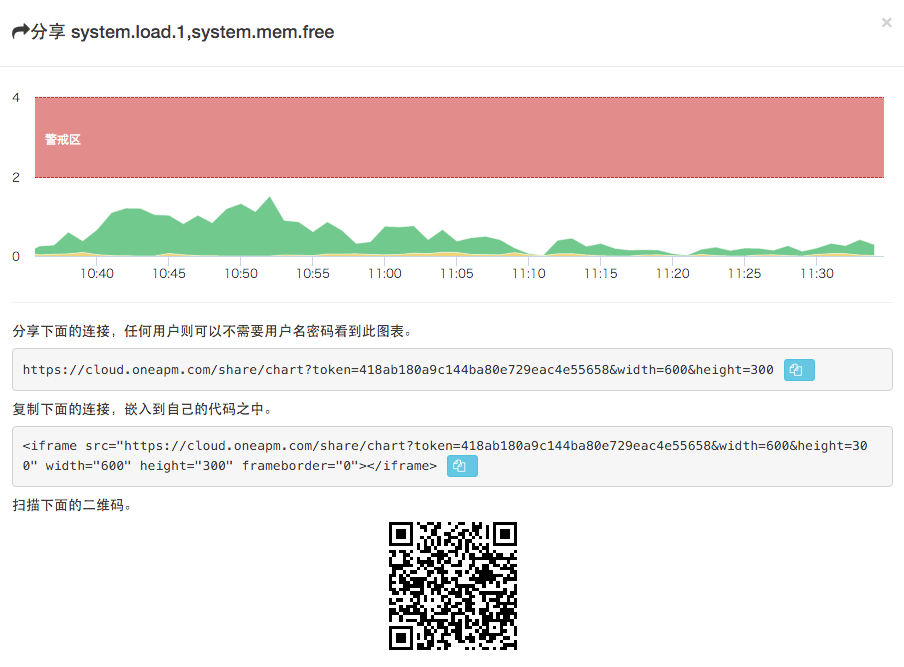 分享 system.load.1,system.mem.free
×
4
警戒区
2
0
10:40 10:45 10:50 10:55 11:00 11:05 11:10 11:15 11:20 11:25 11:30
分享下面的连接，任何用户则可以不需要用户名密码看到此图表。
https://cloud.oneapm.com/share/chart?token=418ab180a9c144ba80e729eac4e55658&width=600&height=300
复制下面的连接，嵌入到自己的代码之中。
<iframe src="https://cloud.oneapm.com/share/chart?token=418ab180a9c144ba80e729eac4e55658&width=600&height=30
0" width="600" height="300" frameborder="0"></iframe>
扫描下面的二维码。